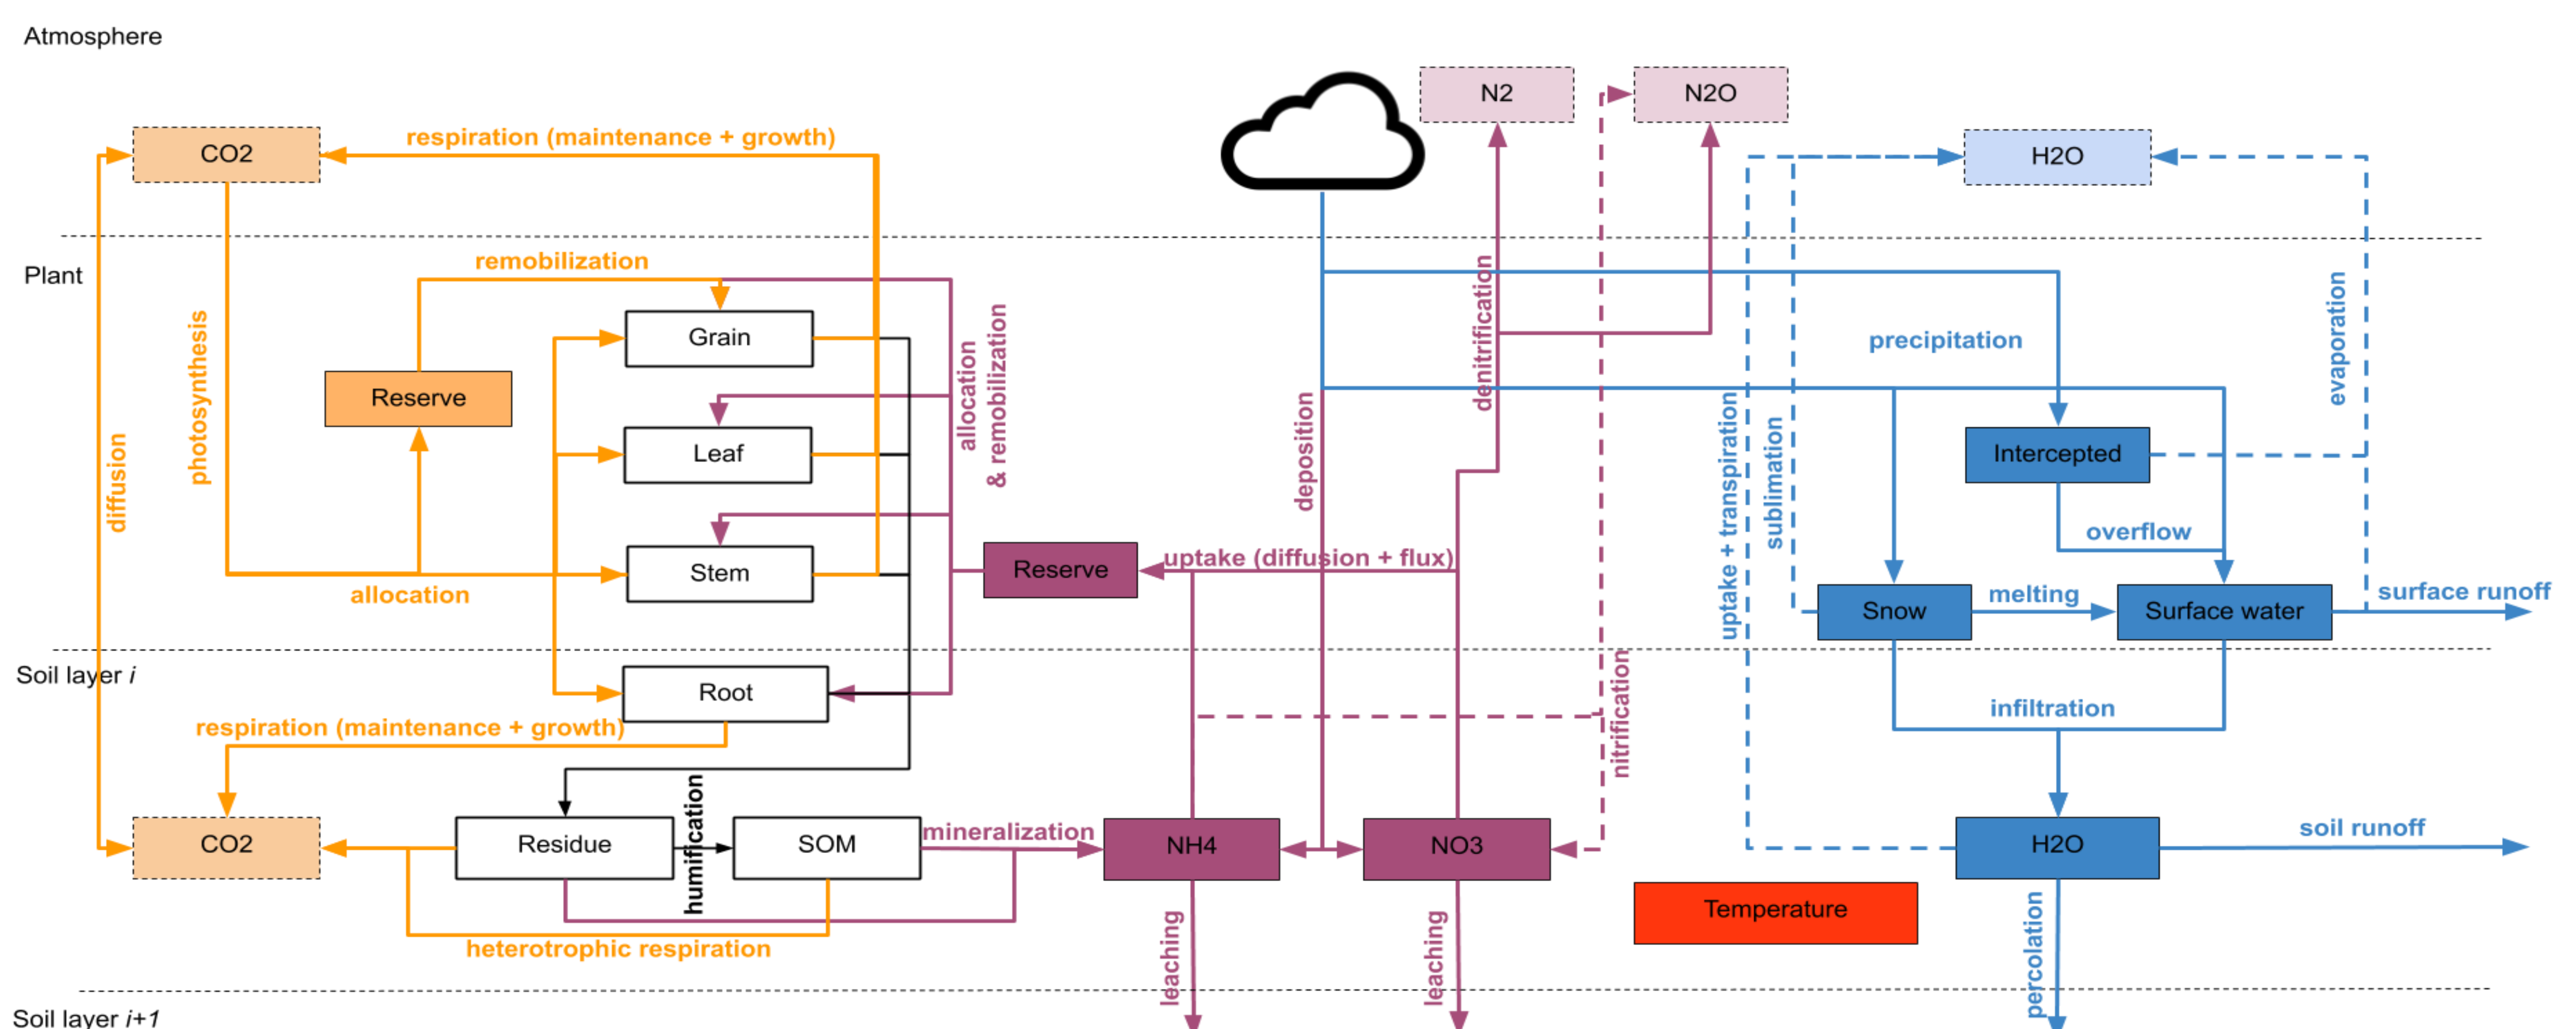 Atmosphere
N2
N2O
CO2
respiration (maintenance + growth)
H2O
Plant
remobilization
Grain
precipitation
Reserve
Leaf
Intercepted
photosynthesis
diffusion
allocation
& remobilization
deposition
denitrification
uptake + transpiration
sublimation
evaporation
overflow
uptake (diffusion + flux)
Reserve
Stem
allocation
Snow
melting
Surface water
surface runoff
Soil layer i
Root
respiration (maintenance + growth)
nitrification
infiltration
CO2
Residue
humification
SOM
mineralization
NH4
NO3
H2O
soil runoff
Temperature
heterotrophic respiration
leaching
leaching
percolation
Soil layer i+1